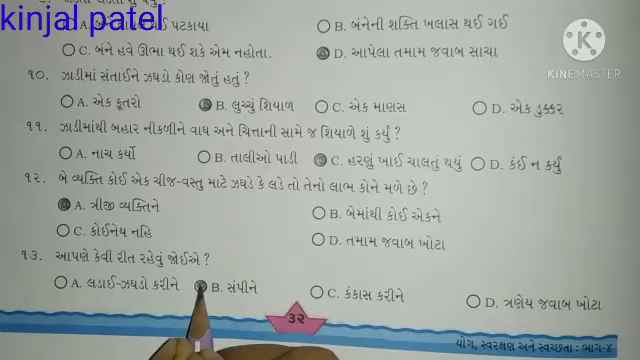 kinjal patel
પટકાયા
B. બંનેની શક્તિ ખલાસ થઈ ગઈ
C. બંને હવે ઊભા થઈ શકે એમ નહોતા.
D. આપેલા તમામ જવાબ સાચા
KINEMASTER
૧૦. ઝાડીમાં સંતાઈને ઝઘડો કોણ જોતું હતું ?
A. એક કૂતરો B. લુચ્ચું શિયાળ C. એક માણસ D. એક ડુક્કર
૧૧. ઝાડીમાંથી બહાર નીકળીને વાઘ અને ચિત્તાની સામે જ શિયાળે શું કર્યું ?
A. નાચ કર્યો B. તાલીઓ પાડી C. હરણું ખાઈ ચાલતું થયું D. કંઈ ન કર્યું
૧૨. બે વ્યક્તિ કોઈ એક ચીજ-વસ્તુ માટે ઝઘડે કે લડે તો તેનો લાભ કોને મળે છે ?
A. ત્રીજી વ્યક્તિને B. બેમાંથી કોઈ એકને
C. કોઈનેય નહિ D. તમામ જવાબ ખોટા
૧૩. આપણે કેવી રીત રહેવું જોઈએ ?
A. લડાઈ-ઝઘડો કરીને B. સંપીને C. કંકાસ કરીને D. ત્રણેય જવાબ ખોટા
૩૨
યોગ, સ્વરક્ષણ અને સ્વચ્છતા : ભાગ-૪